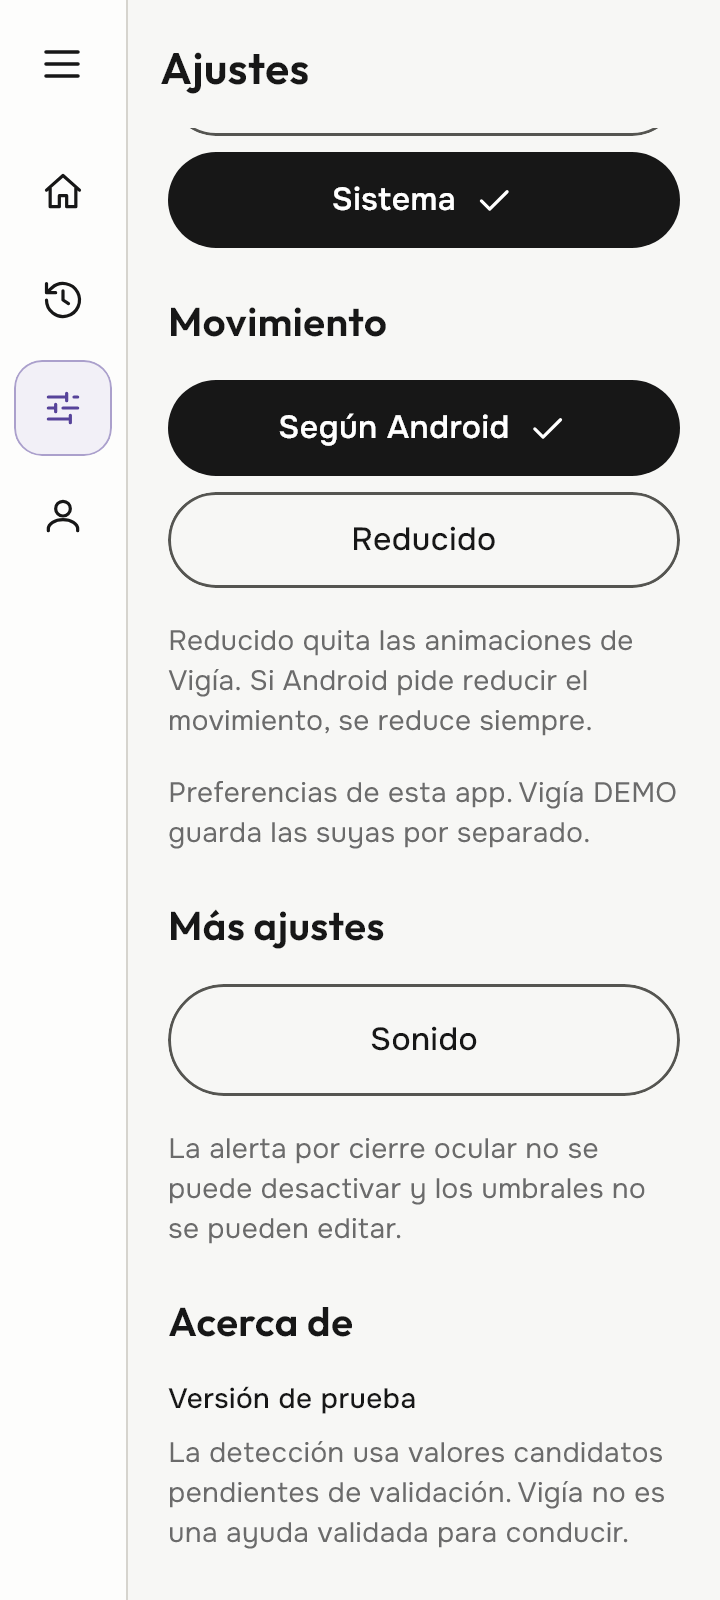 Ajustes
Sistema
Movimiento
Según Android
Reducido
Reducido quita las animaciones de
Vigía. Si Android pide reducir el
movimiento, se reduce siempre.
Preferencias de esta app. Vigía DEMO
guarda las suyas por separado.
Más ajustes
Sonido
La alerta por cierre ocular no se
puede desactivar y los umbrales no
se pueden editar.
Acerca de
Versión de prueba
La detección usa valores candidatos
pendientes de validación. Vigía no es
una ayuda validada para conducir.